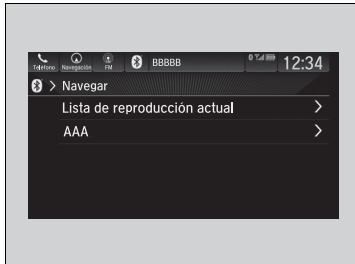 Teléfono Navegación FM BBBBB 12:34
> Navegar
Lista de reproducción actual >
AAA >